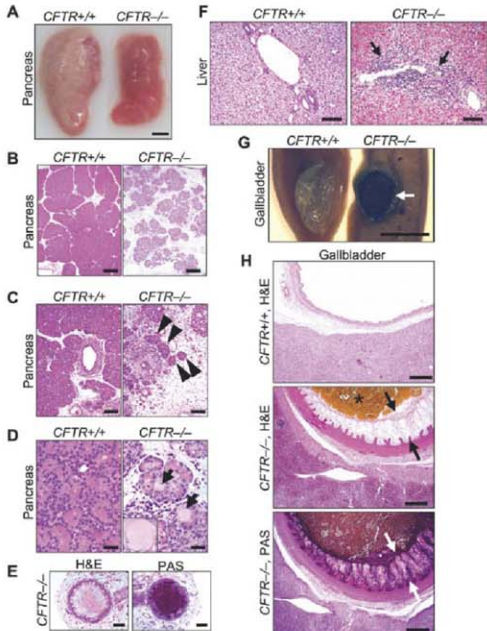 A
CFTR+/+ CFTR–/–
Pancreas
B
CFTR+/+ CFTR–/–
Pancreas
C
CFTR+/+ CFTR–/–
Pancreas
D
CFTR+/+ CFTR–/–
Pancreas
E
H&E PAS
CFTR–/–
F
CFTR+/+ CFTR–/–
Liver
G
CFTR+/+ CFTR–/–
Gallbladder
H
Gallbladder
CFTR+/+, H&E
CFTR–/–, H&E
*
CFTR–/–, PAS